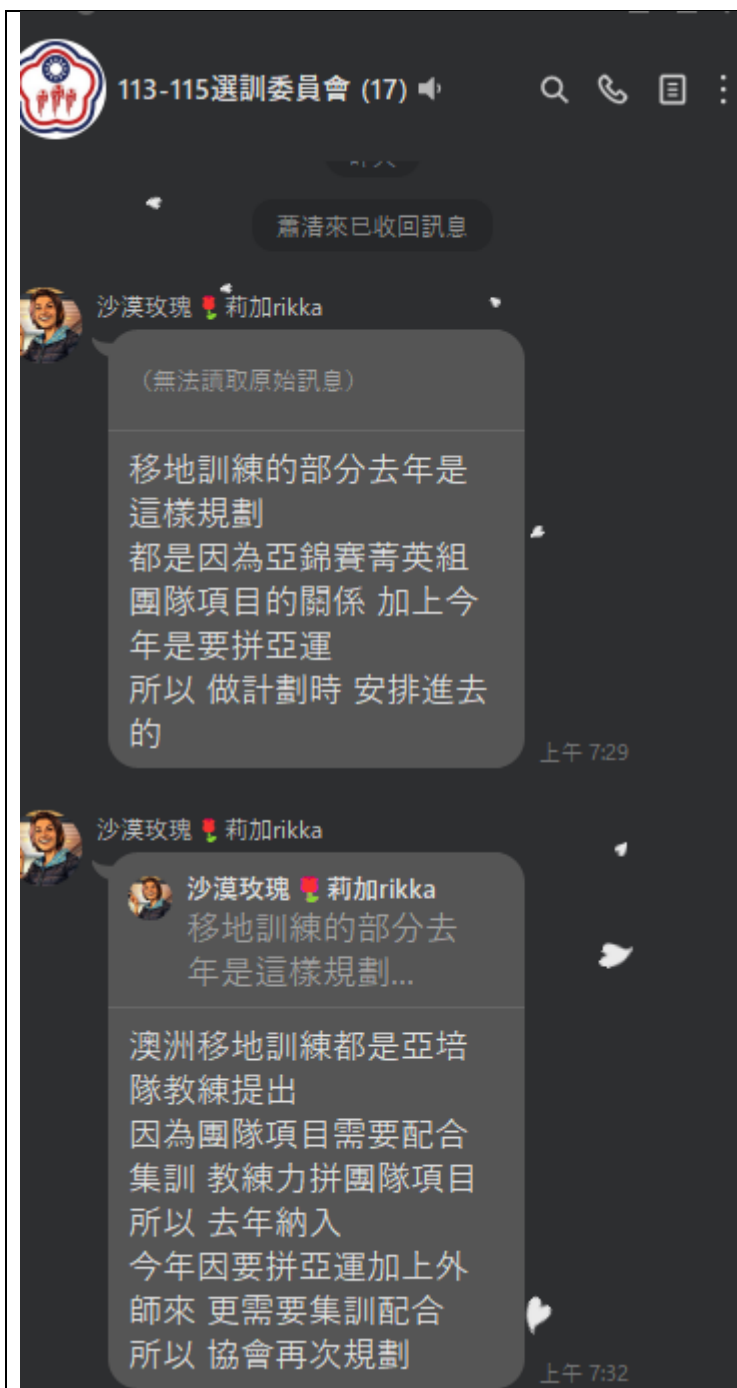 113-115選訓委員會 (17)
蕭清來已收回訊息
沙漠玫瑰🌹莉加rikka
（無法讀取原始訊息）
移地訓練的部分去年是
這樣規劃
都是因為亞錦賽菁英組
團隊項目的關係 加上今
年是要拼亞運
所以 做計劃時 安排進去
的
上午 7:29
沙漠玫瑰🌹莉加rikka
沙漠玫瑰🌹莉加rikka
移地訓練的部分去
年是這樣規劃...
澳洲移地訓練都是亞培
隊教練提出
因為團隊項目需要配合
集訓 教練力拼團隊項目
所以 去年納入
今年因要拼亞運加上外
師來 更需要集訓配合
所以 協會再次規劃
上午 7:32